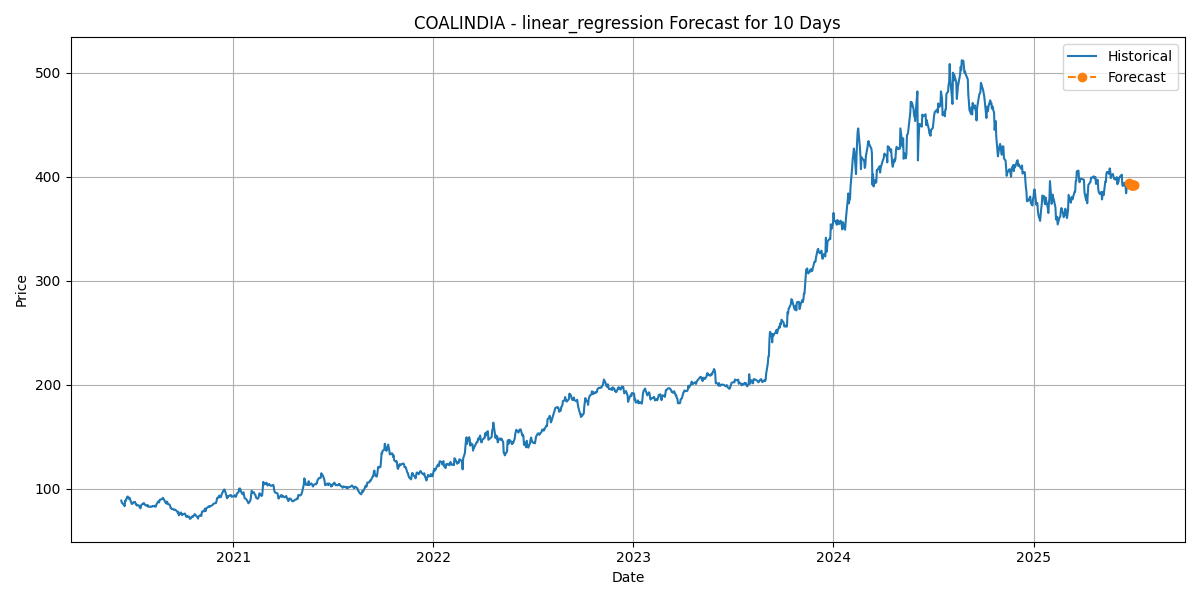 COALINDIA - linear_regression Forecast for 10 Days
Historical
Forecast
Price
500
400
300
200
100
2021 2022 2023 2024 2025
Date